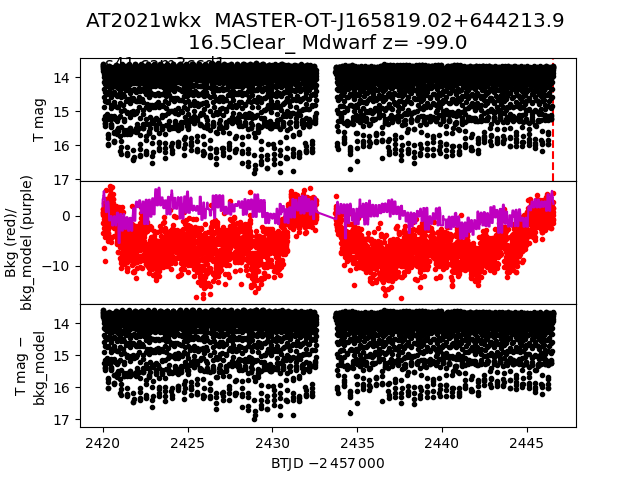 AT2021wkx MASTER-OT-J165819.02+644213.9
16.5Clear_ Mdwarf z= -99.0
14
15
16
17
T mag
0
−10
Bkg (red)/
bkg_model (purple)
14
15
16
17
T mag −
bkg_model
2420
2425
2430
2435
2440
2445
BTJD −2 457 000